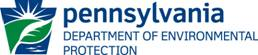 pennsylvania
DEPARTMENT OF ENVIRONMENTAL
PROTECTION